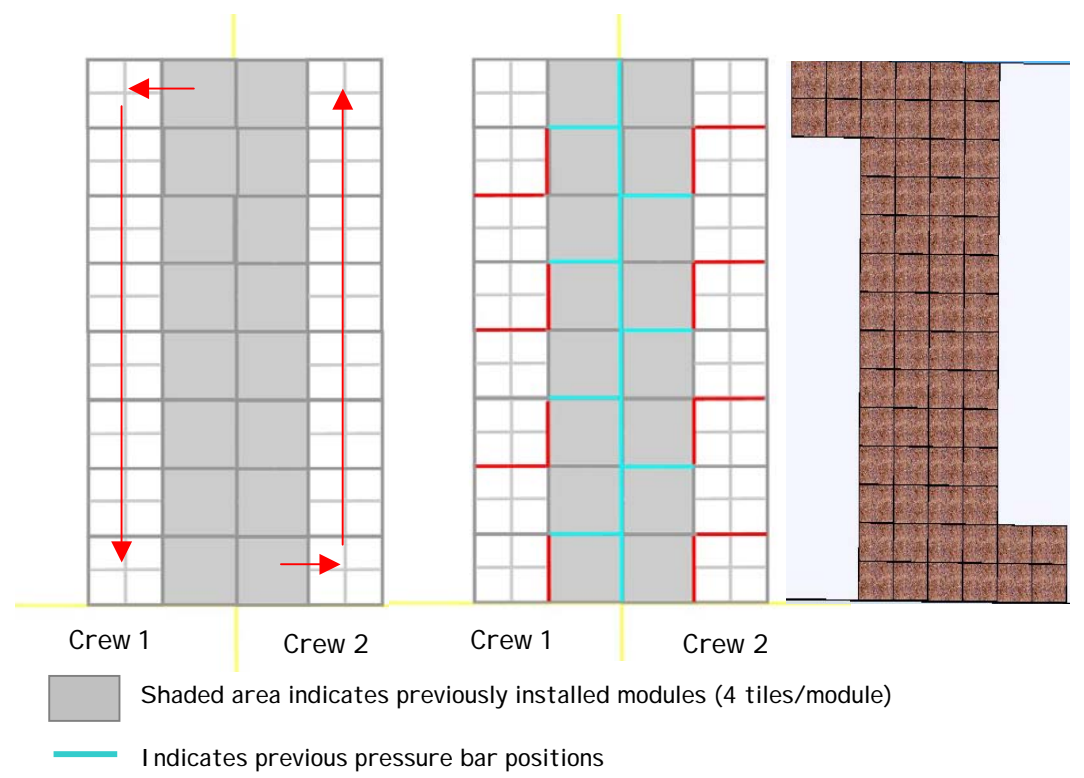 Crew 1
Crew 2
Crew 1
Crew 2
Shaded area indicates previously installed modules (4 tiles/module)
Indicates previous pressure bar positions